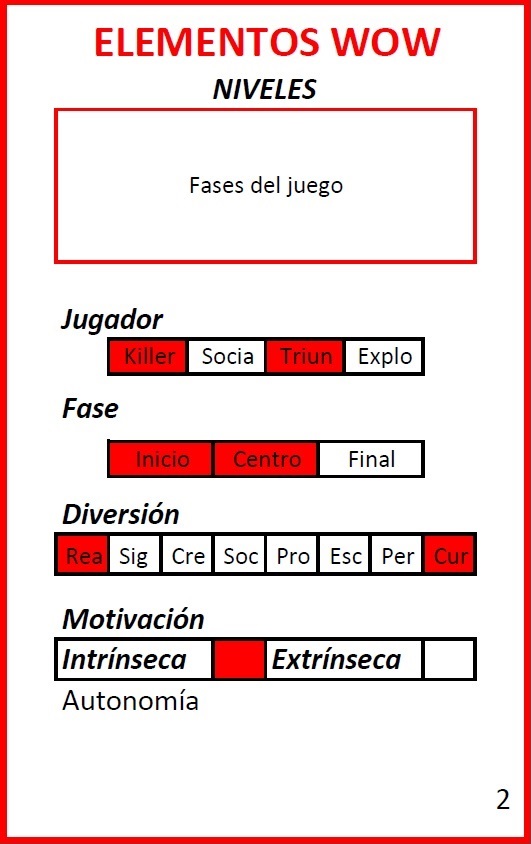 ELEMENTOS WOW
NIVELES
Fases del juego
Jugador
Killer Socia Triun Explo
Fase
Inicio Centro Final
Diversión
Rea Sig Cre Soc Pro Esc Per Cur
Motivación
Intrínseca Extrínseca
Autonomía
2